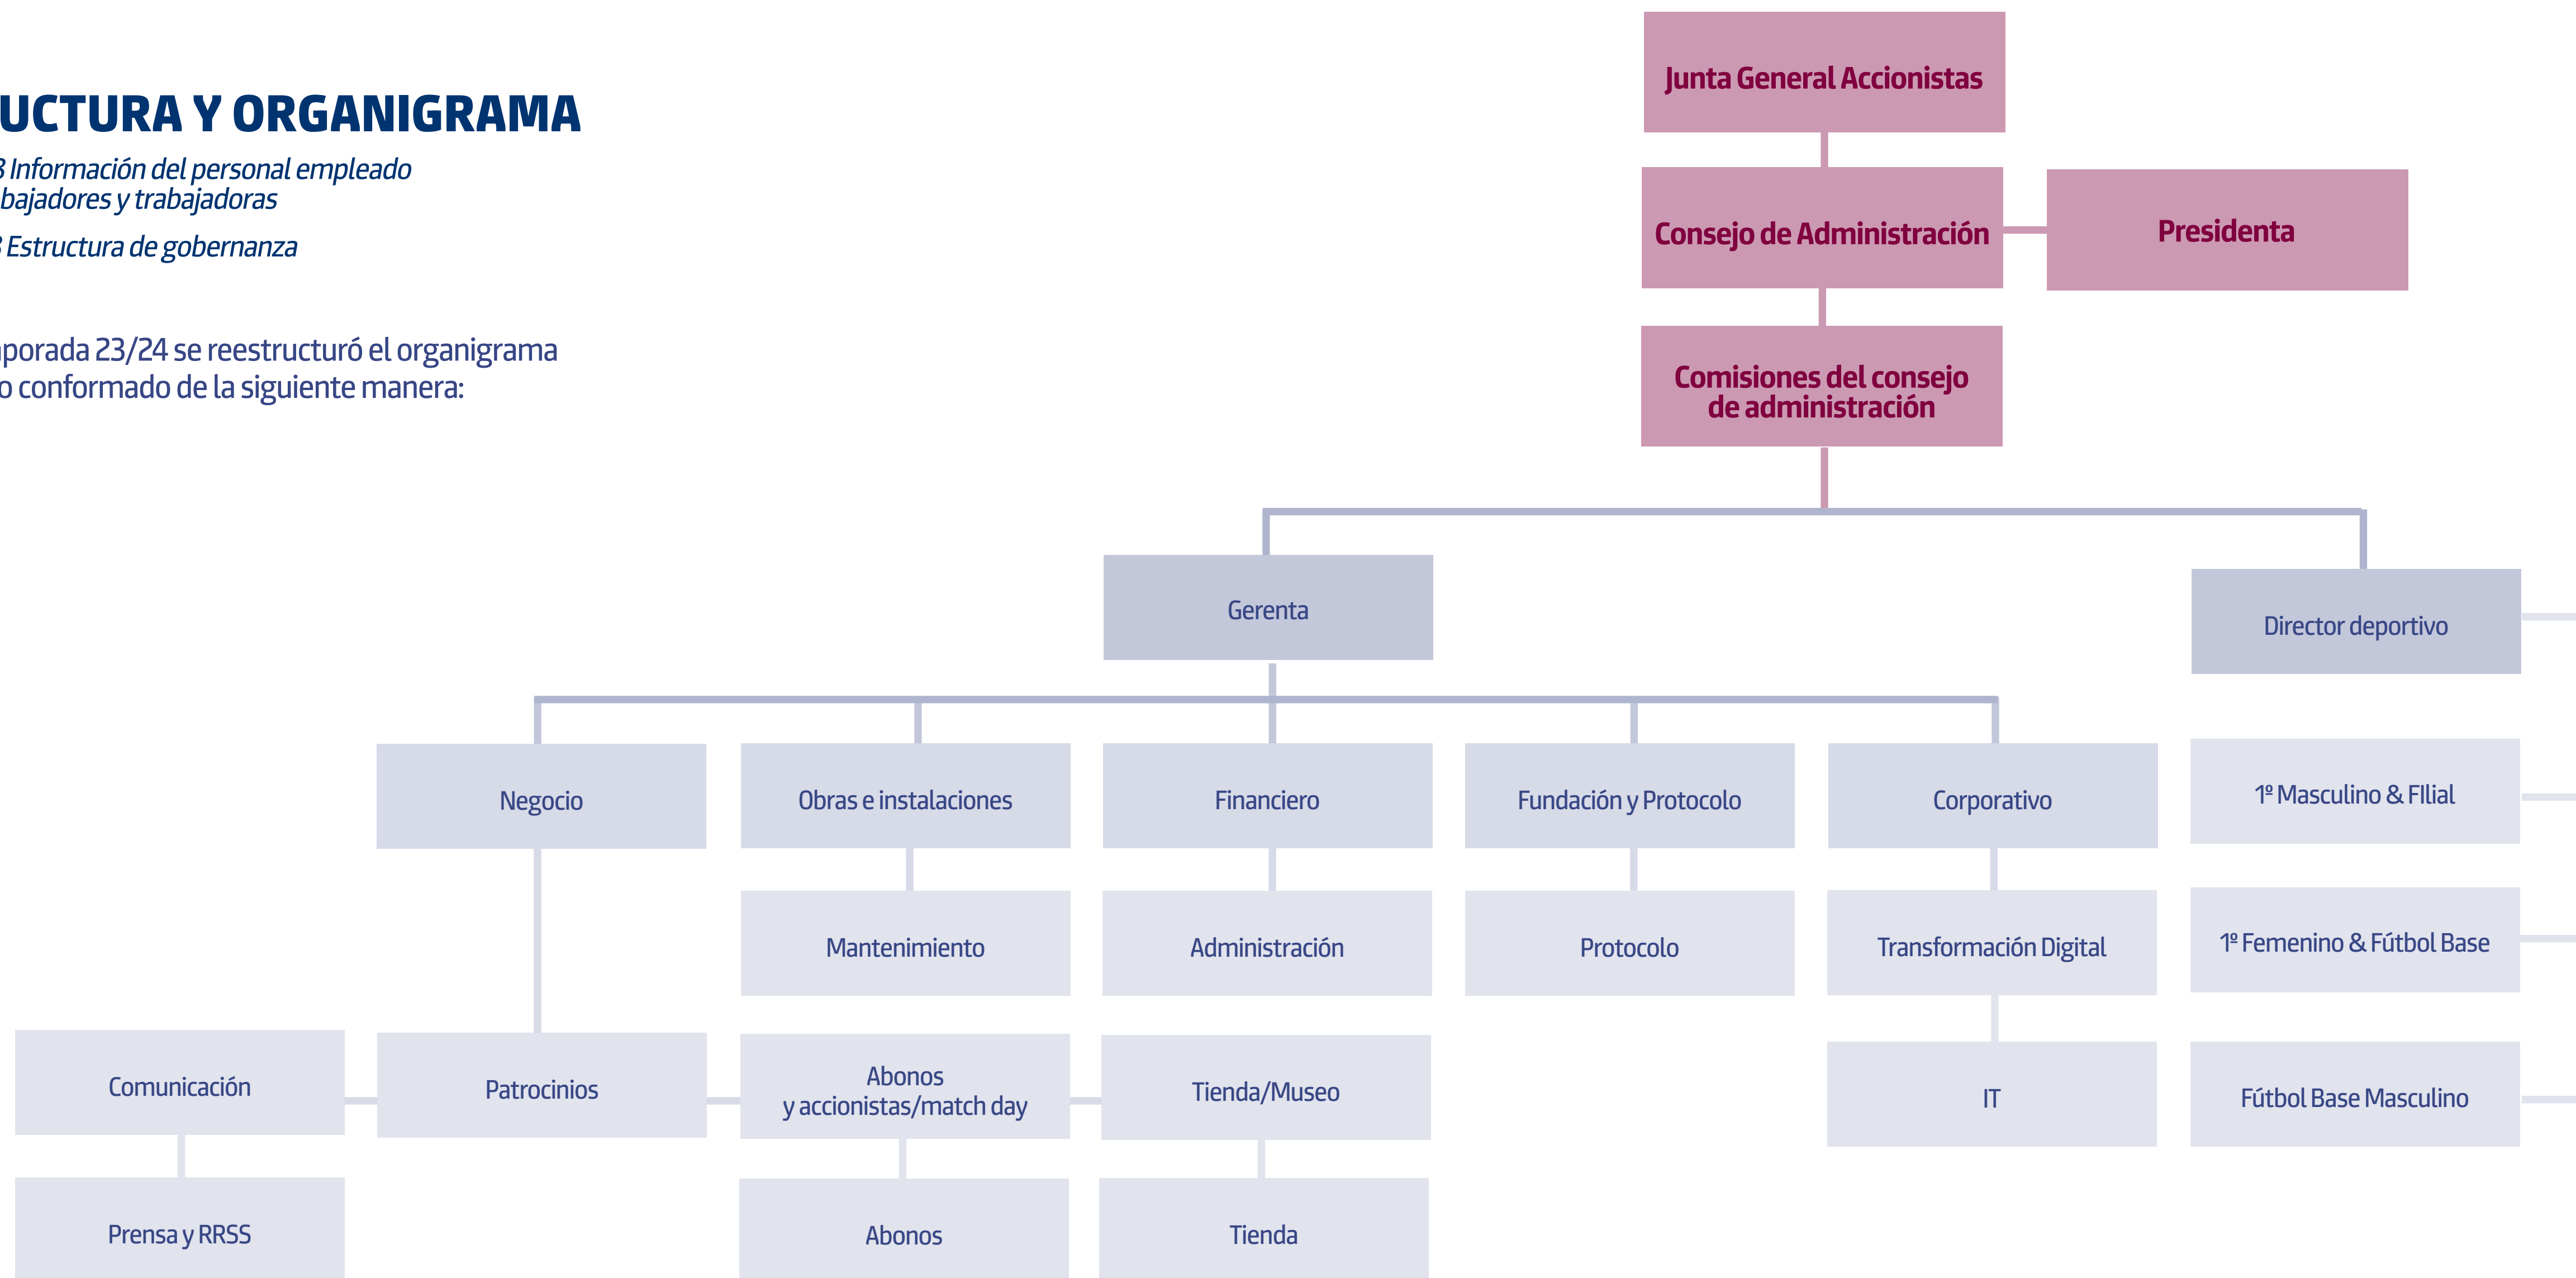 UCTURA Y ORGANIGRAMA
3 Información del personal empleado
bajadores y trabajadoras
3 Estructura de gobernanza
porada 23/24 se reestructuró el organigrama
o conformado de la siguiente manera:
Junta General Accionistas
Consejo de Administración
Presidenta
Comisiones del consejo
de administración
Gerenta
Director deportivo
Negocio
Obras e instalaciones
Financiero
Fundación y Protocolo
Corporativo
1º Masculino & FIlial
Mantenimiento
Administración
Protocolo
Transformación Digital
1º Femenino & Fútbol Base
Comunicación
Patrocinios
Abonos
y accionistas/match day
Tienda/Museo
IT
Fútbol Base Masculino
Prensa y RRSS
Abonos
Tienda